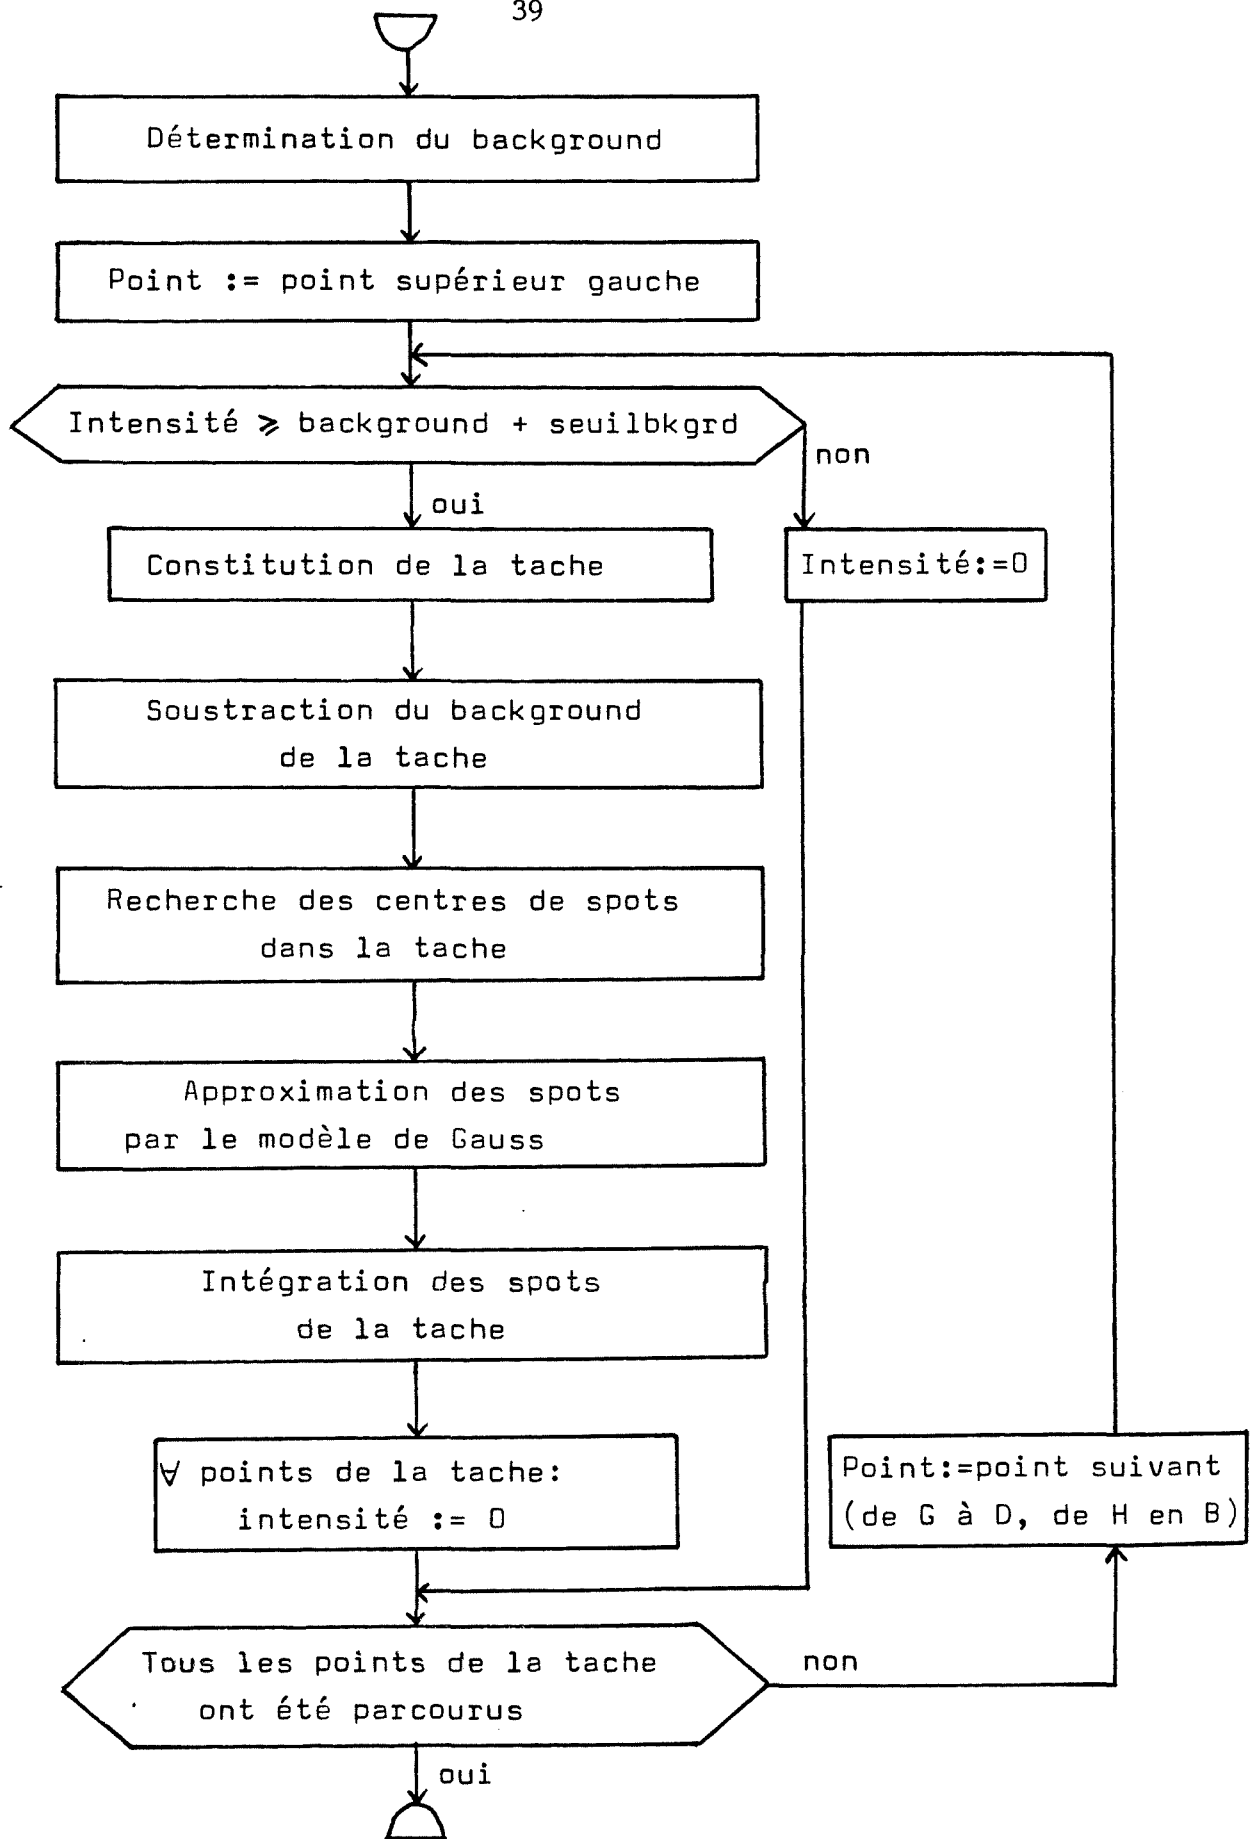 39
Détermination du background
Point := point supérieur gauche
Intensité ⩾ background + seuilbkgrd
non
oui
Constitution de la tache
Intensité:=0
Soustraction du background
de la tache
Recherche des centres de spots
dans la tache
Approximation des spots
par le modèle de Gauss
Intégration des spots
de la tache
∀ points de la tache:
intensité := 0
Point:=point suivant
(de G à D, de H en B)
Tous les points de la tache
ont été parcourus
non
oui